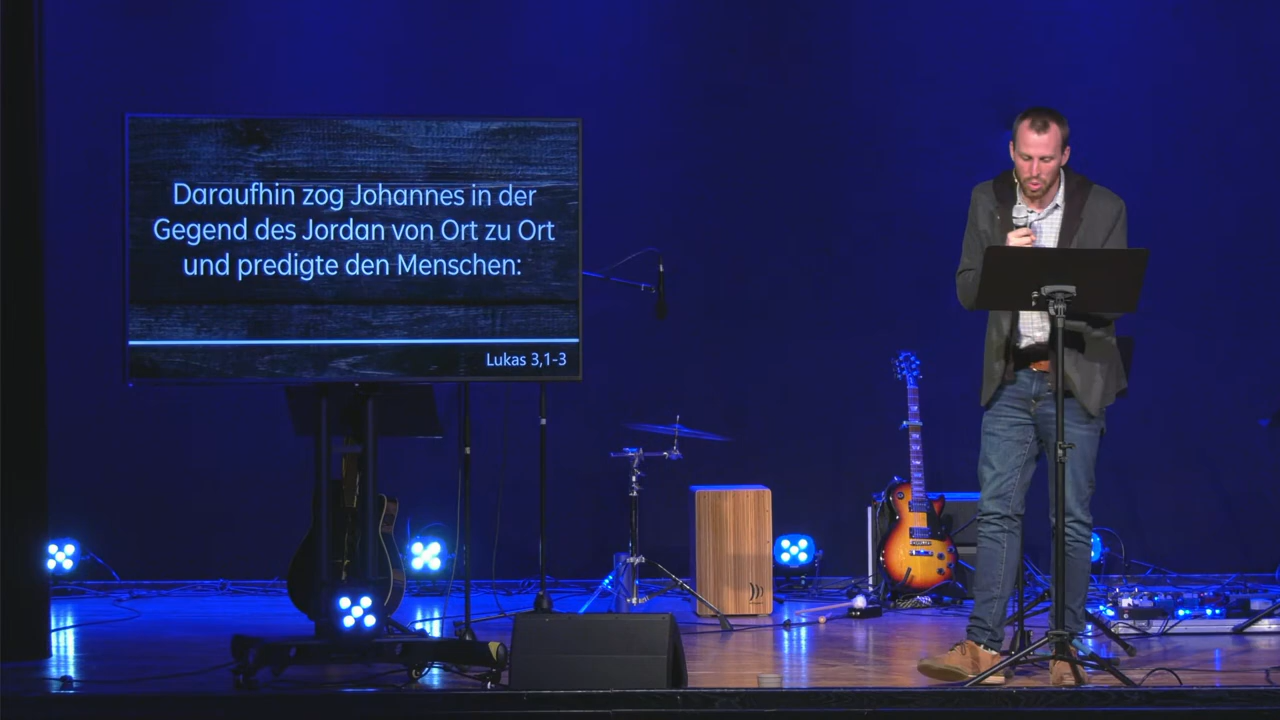 Daraufhin zog Johannes in der
Gegend des Jordan von Ort zu Ort
und predigte den Menschen:
Lukas 3,1-3